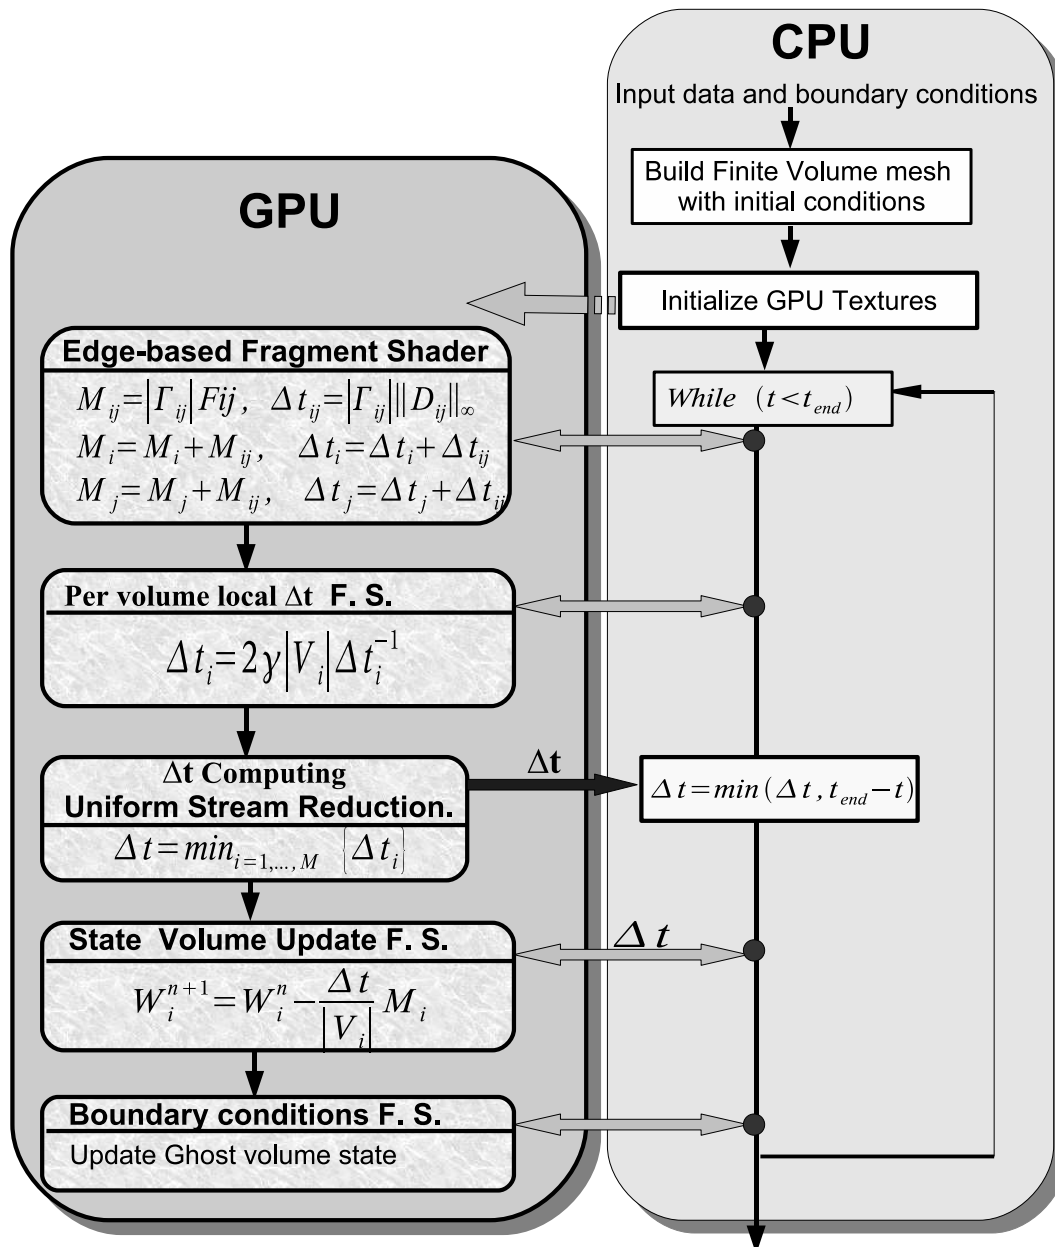 CPU
Input data and boundary conditions
Build Finite Volume mesh
with initial conditions
Initialize GPU Textures
While (t<t_end)
Δt=min(Δt,t_end−t)
GPU
Edge-based Fragment Shader
M_ij=|Γ_ij|Fij, Δt_ij=|Γ_ij|‖D_ij‖_∞
M_i=M_i+M_ij, Δt_i=Δt_i+Δt_ij
M_j=M_j+M_ij, Δt_j=Δt_j+Δt_ij
Per volume local Δt F. S.
Δt_i=2γ|V_i|Δt_i^{-1}
Δt Computing
Uniform Stream Reduction.
Δt=min_{i=1,...,M} {Δt_i}
Δt
State Volume Update F. S.
W_i^{n+1}=W_i^n−\frac{Δt}{|V_i|} M_i
Δt
Boundary conditions F. S.
Update Ghost volume state